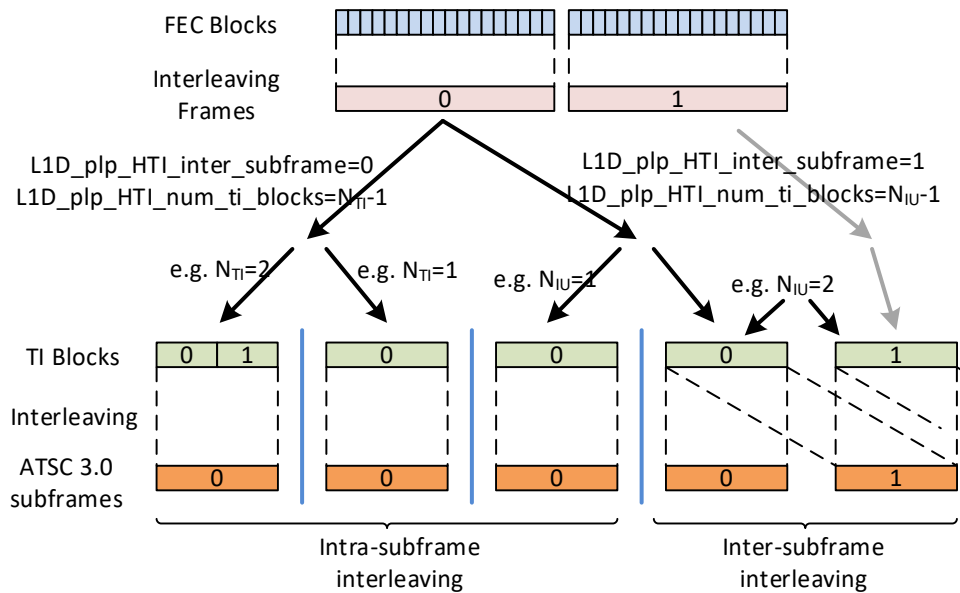 FEC Blocks
Interleaving
Frames
0
1
L1D_plp_HTI_inter_subframe=0
L1D_plp_HTI_num_ti_blocks=NTI-1
L1D_plp_HTI_inter_subframe=1
L1D_plp_HTI_num_ti_blocks=NIU-1
e.g. NTI=2
e.g. NTI=1
e.g. NIU=1
e.g. NIU=2
TI Blocks
0 1
0
0
0
1
Interleaving
ATSC 3.0
subframes
0
0
0
0
1
Intra-subframe
interleaving
Inter-subframe
interleaving